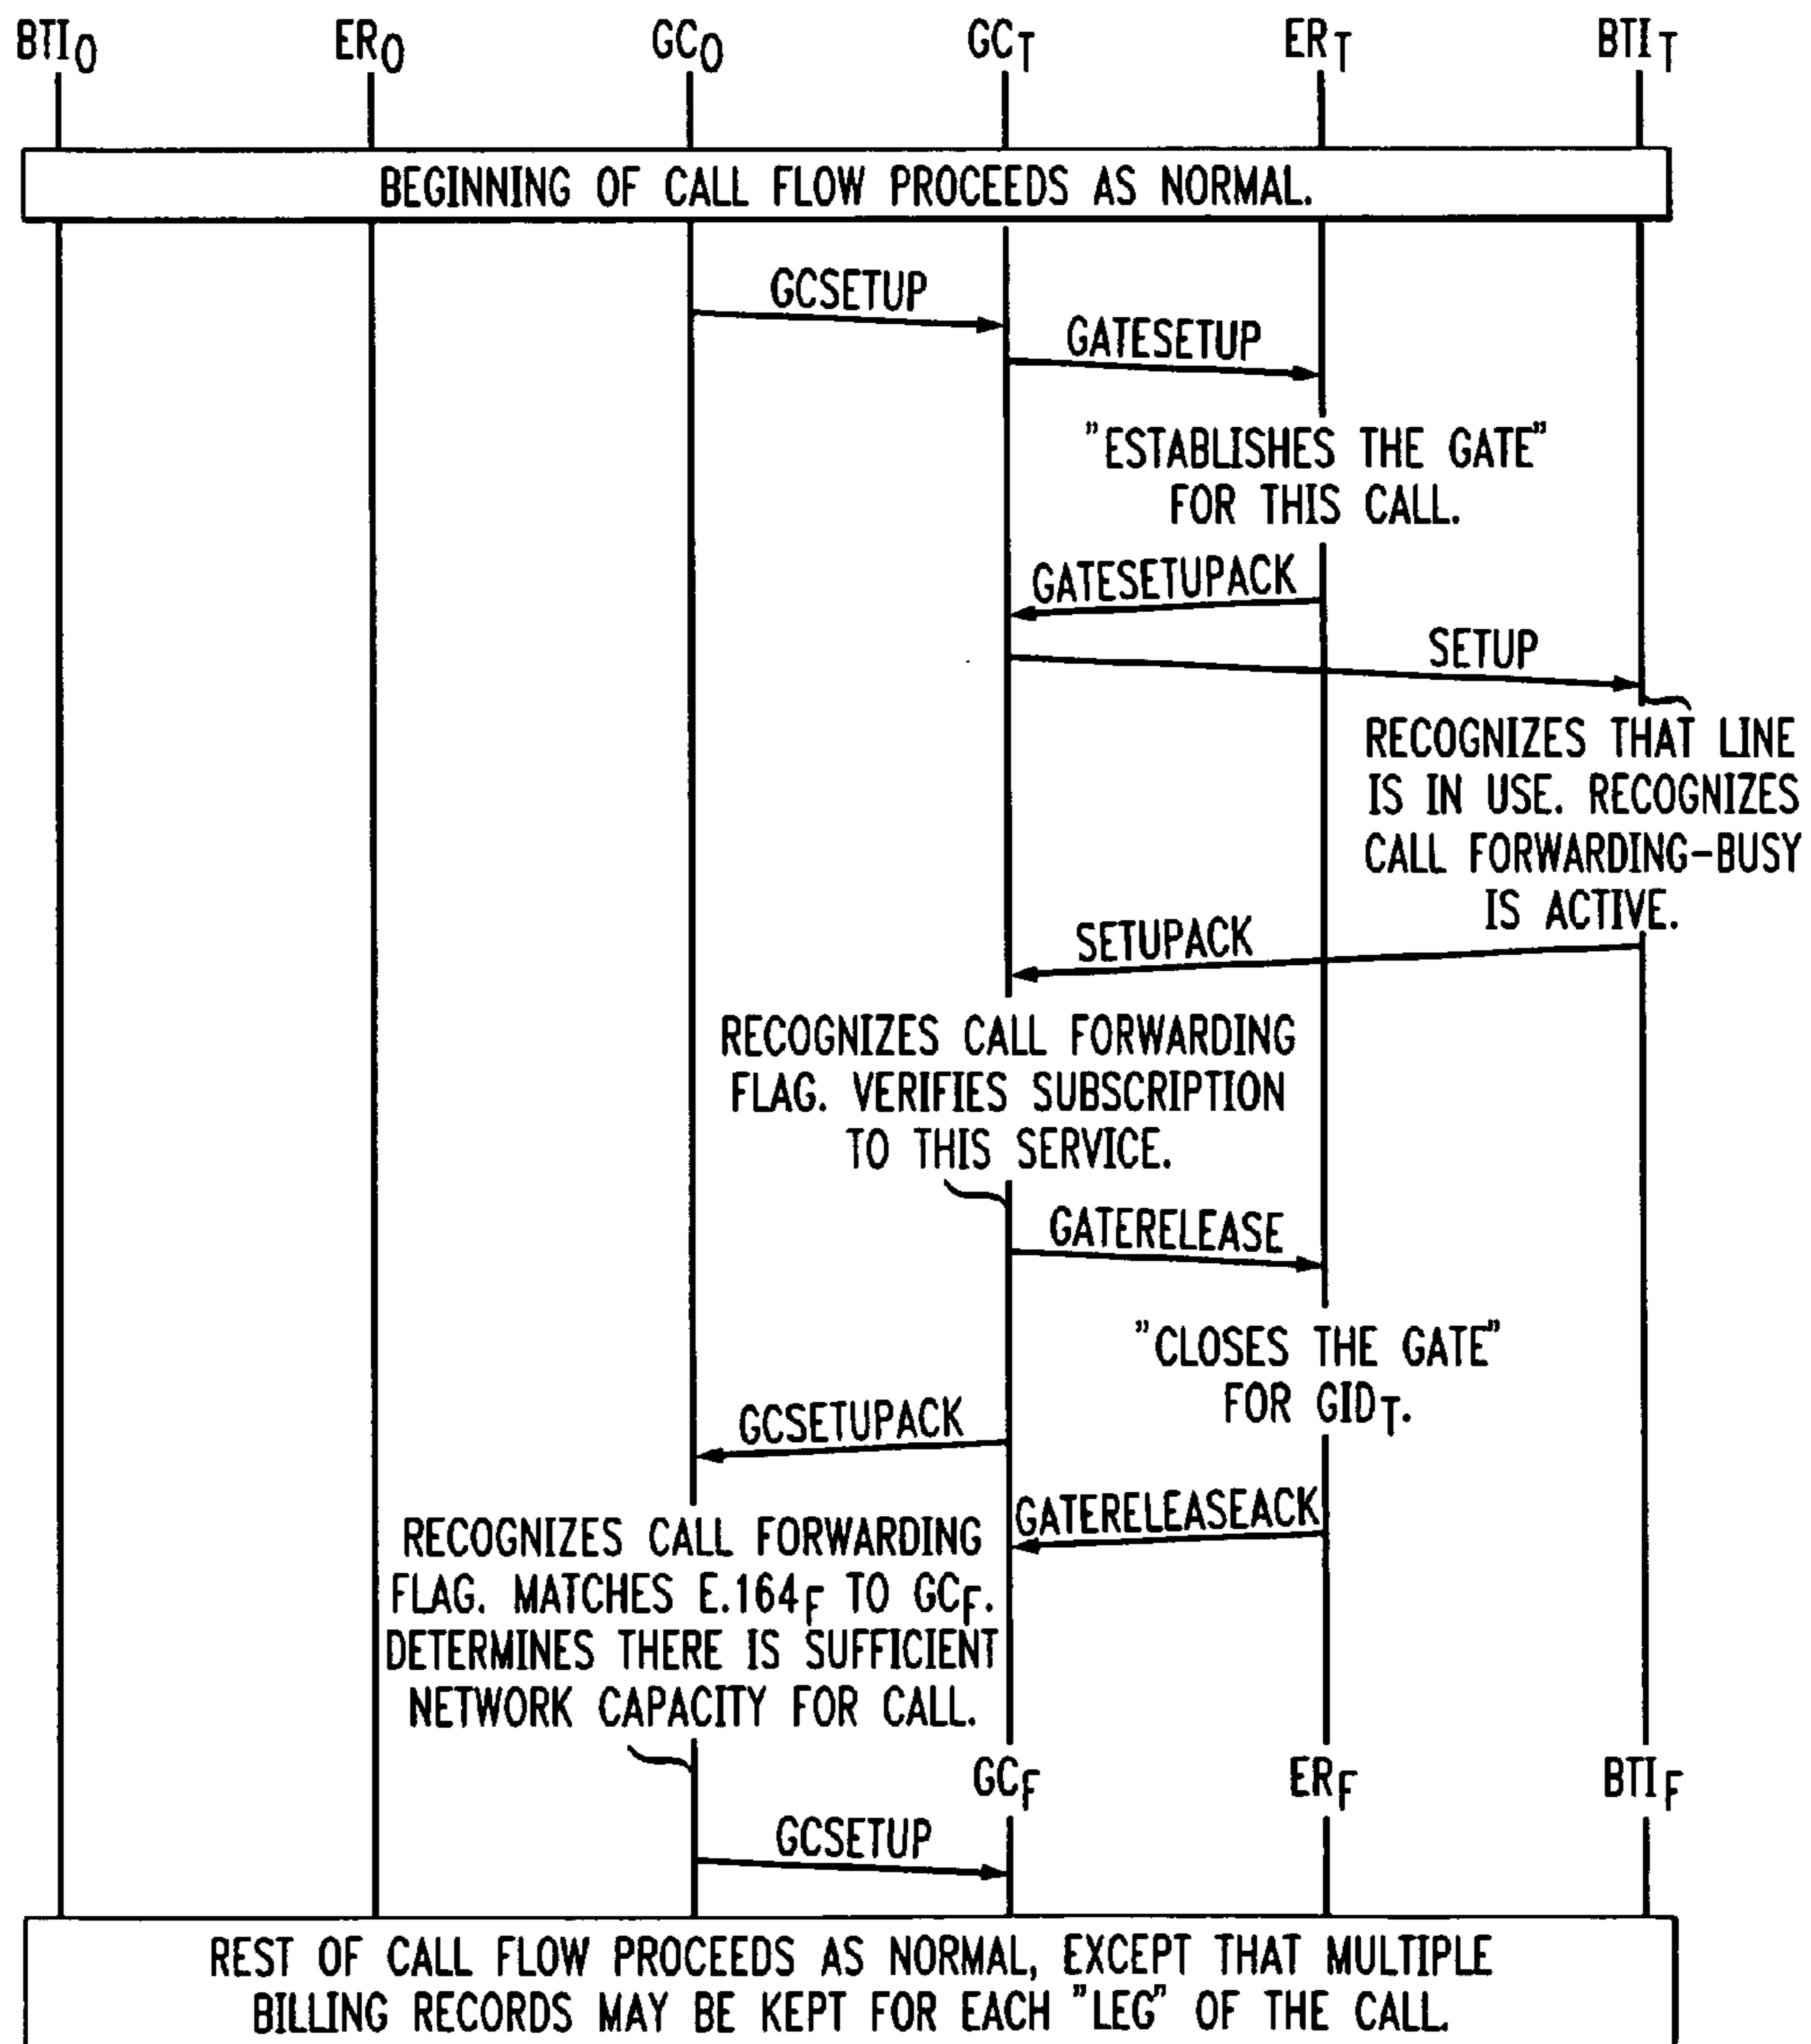 BTIO ERO GCO GCT ERT BTIT
BEGINNING OF CALL FLOW PROCEEDS AS NORMAL.
GCSETUP
GATESETUP
"ESTABLISHES THE GATE"
FOR THIS CALL.
GATESETUPACK
SETUP
RECOGNIZES THAT LINE
IS IN USE. RECOGNIZES
CALL FORWARDING-BUSY
IS ACTIVE.
SETUPACK
RECOGNIZES CALL FORWARDING
FLAG. VERIFIES SUBSCRIPTION
TO THIS SERVICE.
GATERELEASE
"CLOSES THE GATE"
FOR GIDT.
GCSETUPACK
GATERELEASEACK
RECOGNIZES CALL FORWARDING
FLAG. MATCHES E.164F TO GCF.
DETERMINES THERE IS SUFFICIENT
NETWORK CAPACITY FOR CALL.
GCF ERF BTIF
GCSETUP
REST OF CALL FLOW PROCEEDS AS NORMAL, EXCEPT THAT MULTIPLE
BILLING RECORDS MAY BE KEPT FOR EACH "LEG" OF THE CALL.